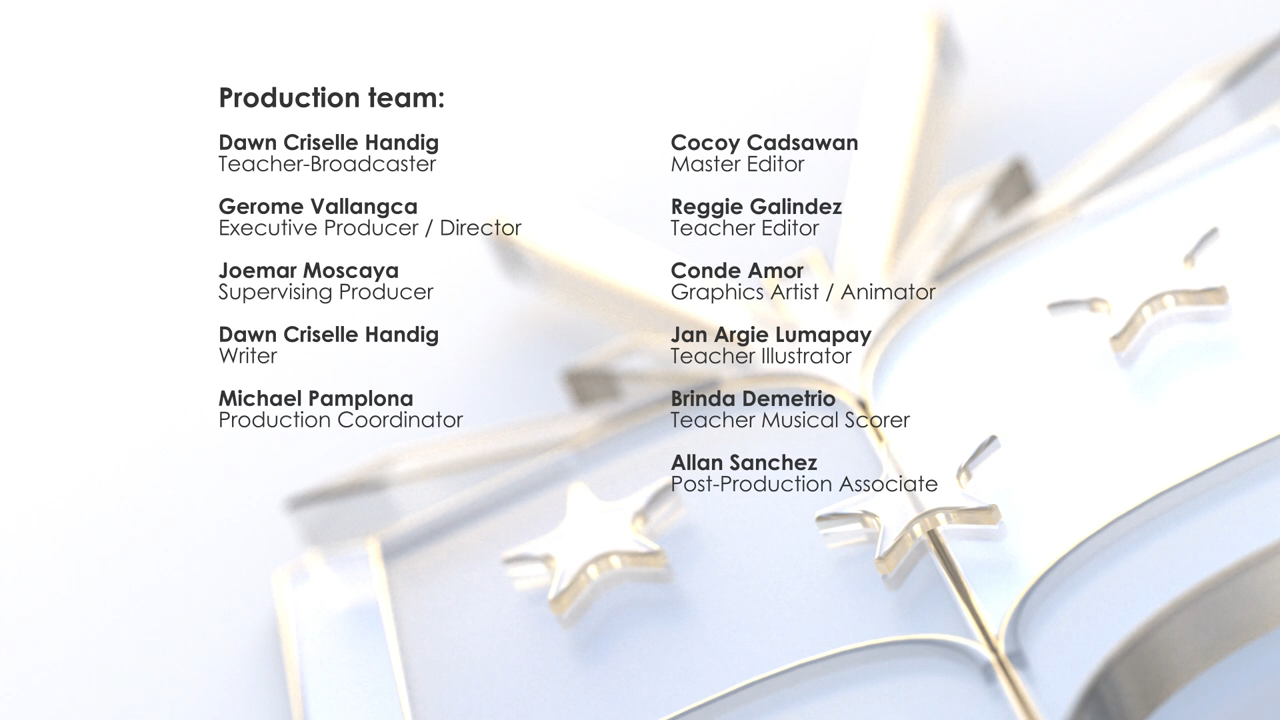 Production team:
Dawn Criselle Handig
Teacher-Broadcaster
Gerome Vallangca
Executive Producer / Director
Joemar Moscaya
Supervising Producer
Dawn Criselle Handig
Writer
Michael Pamplona
Production Coordinator
Cocoy Cadsawan
Master Editor
Reggie Galindez
Teacher Editor
Conde Amor
Graphics Artist / Animator
Jan Argie Lumapay
Teacher Illustrator
Brinda Demetrio
Teacher Musical Scorer
Allan Sanchez
Post-Production Associate